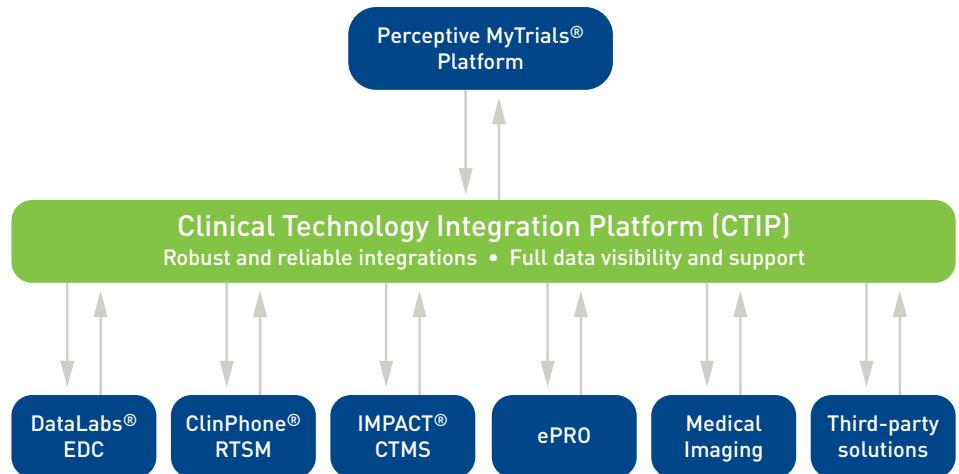 Perceptive MyTrials®
Platform
Clinical Technology Integration Platform (CTIP)
Robust and reliable integrations • Full data visibility and support
DataLabs®
EDC
ClinPhone®
RTSM
IMPACT®
CTMS
ePRO
Medical
Imaging
Third-party
solutions